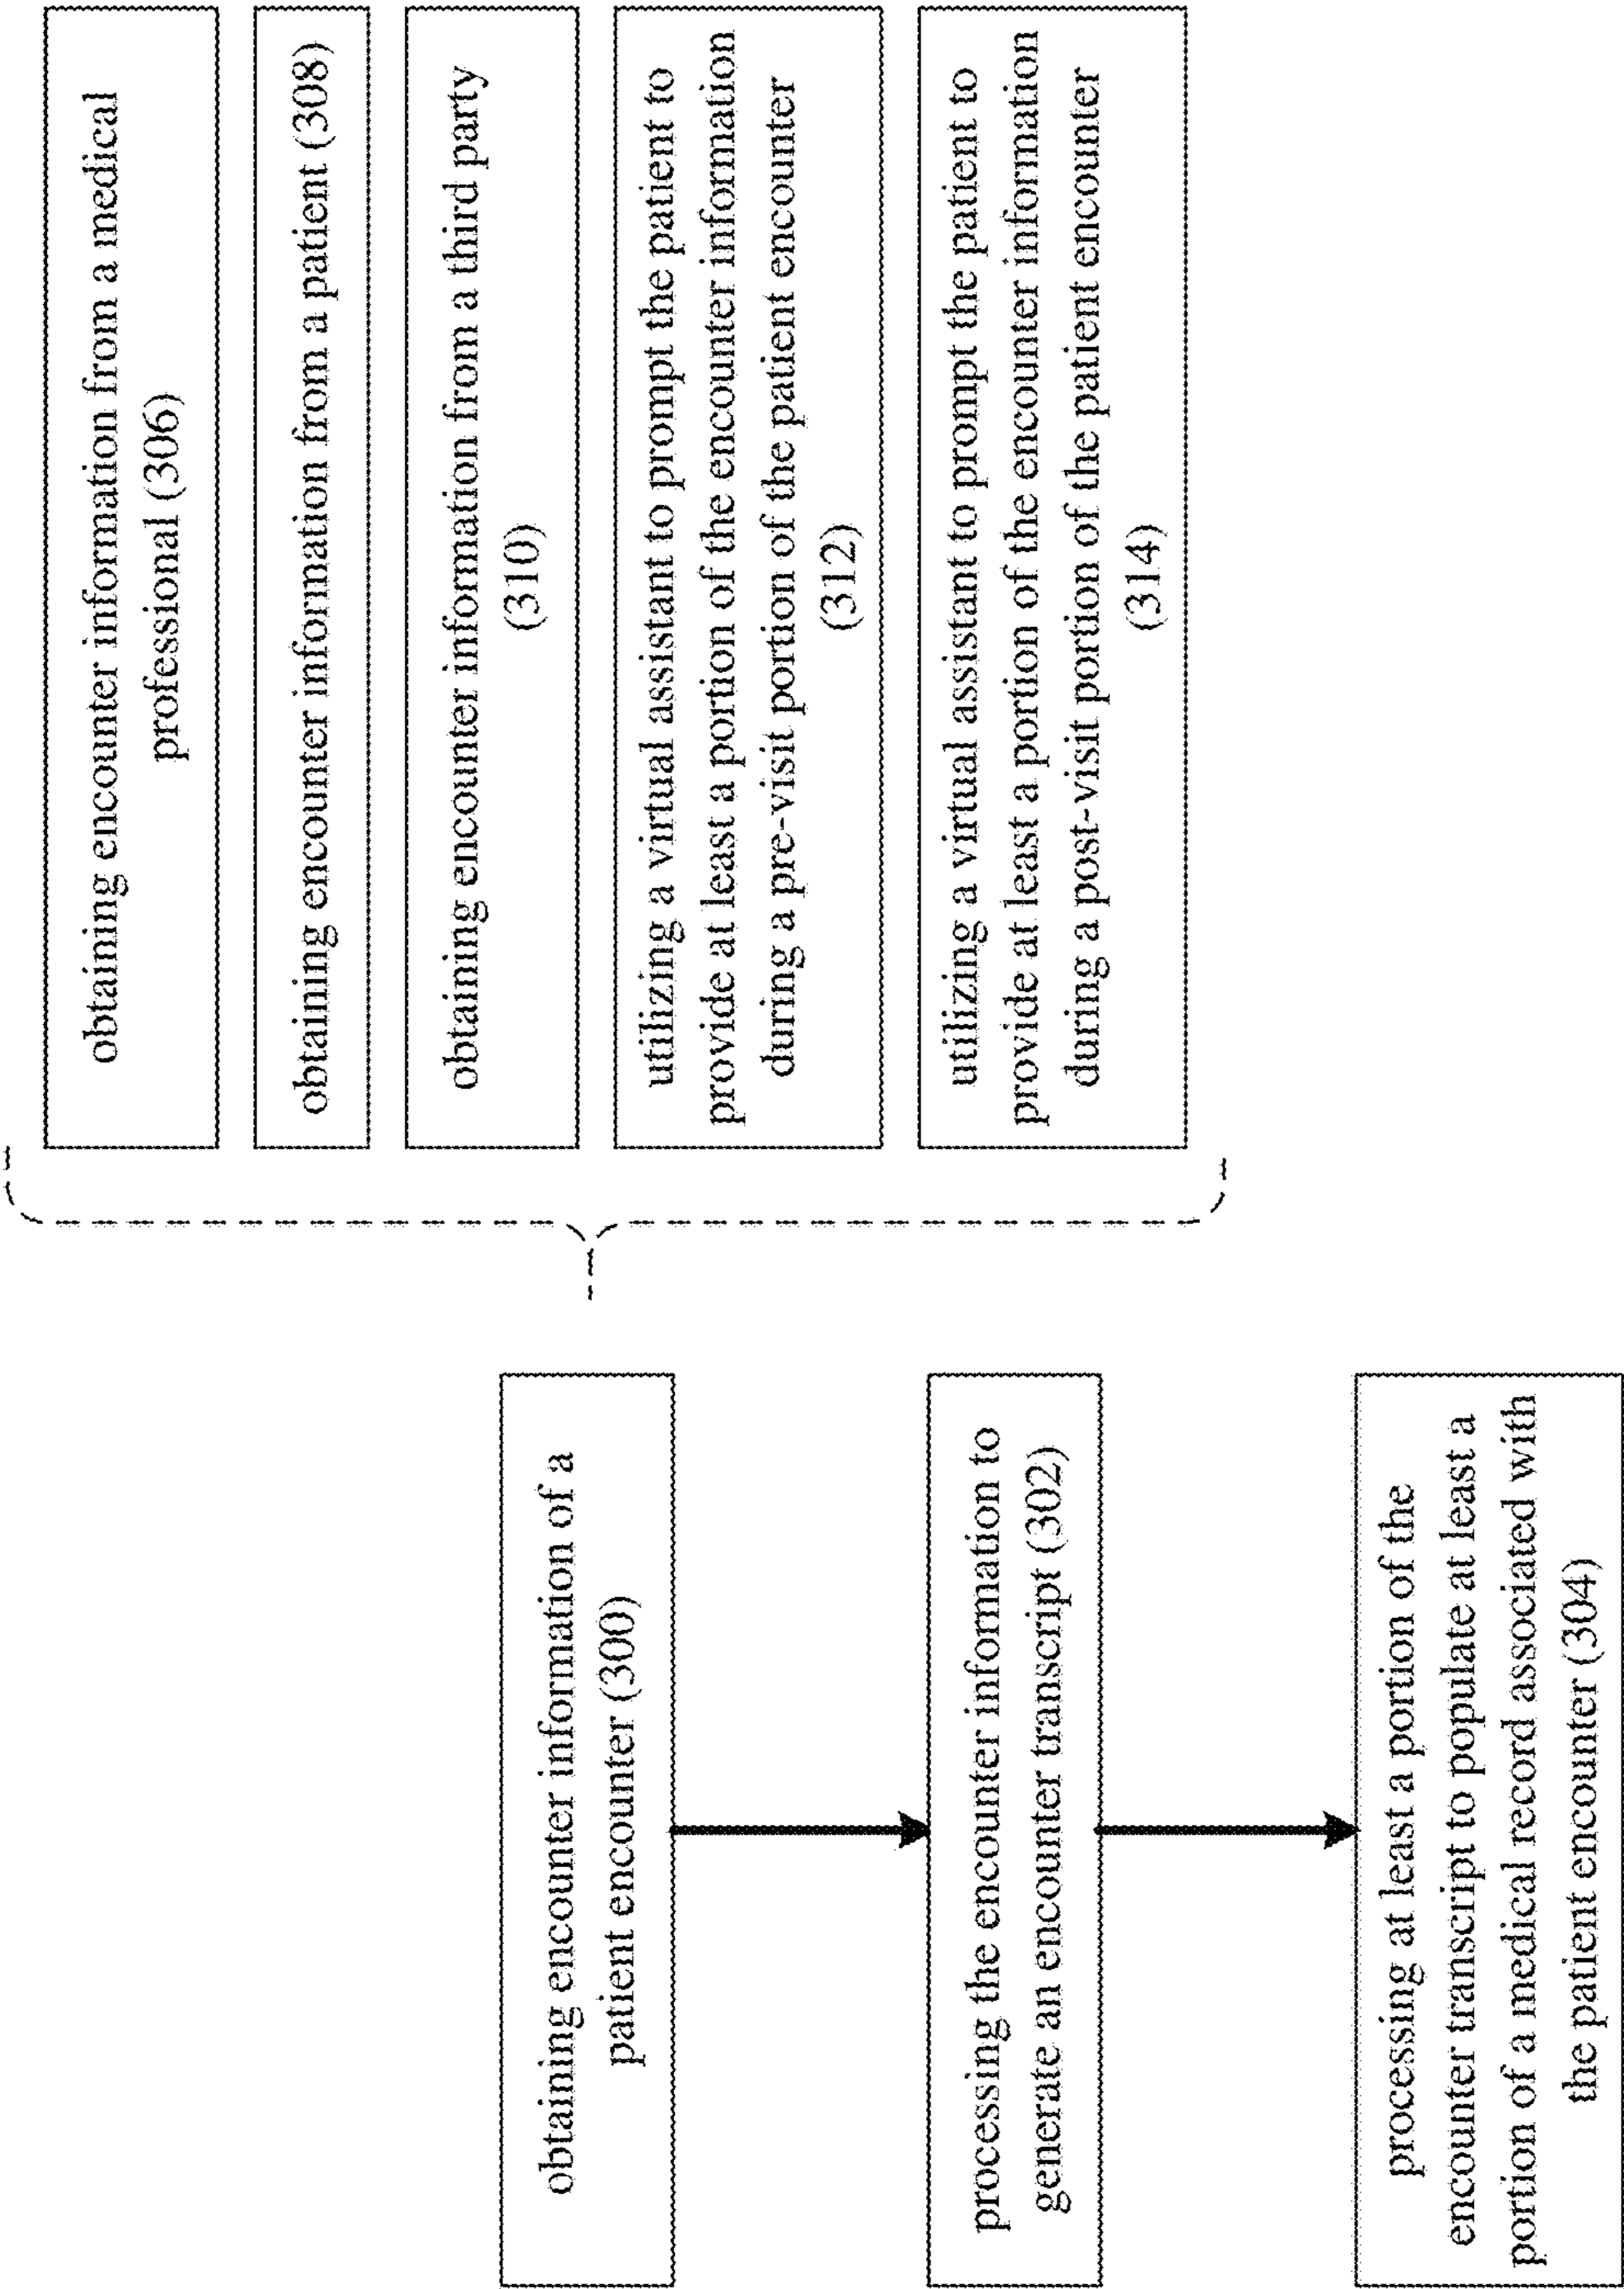 obtaining encounter information of a
patient encounter (300)
processing the encounter information to
generate an encounter transcript (302)
processing at least a portion of the
encounter transcript to populate at least a
portion of a medical record associated with
the patient encounter (304)
obtaining encounter information from a medical
professional (306)
obtaining encounter information from a patient (308)
obtaining encounter information from a third party
(310)
utilizing a virtual assistant to prompt the patient to
provide at least a portion of the encounter information
during a pre-visit portion of the patient encounter
(312)
utilizing a virtual assistant to prompt the patient to
provide at least a portion of the encounter information
during a post-visit portion of the patient encounter
(314)